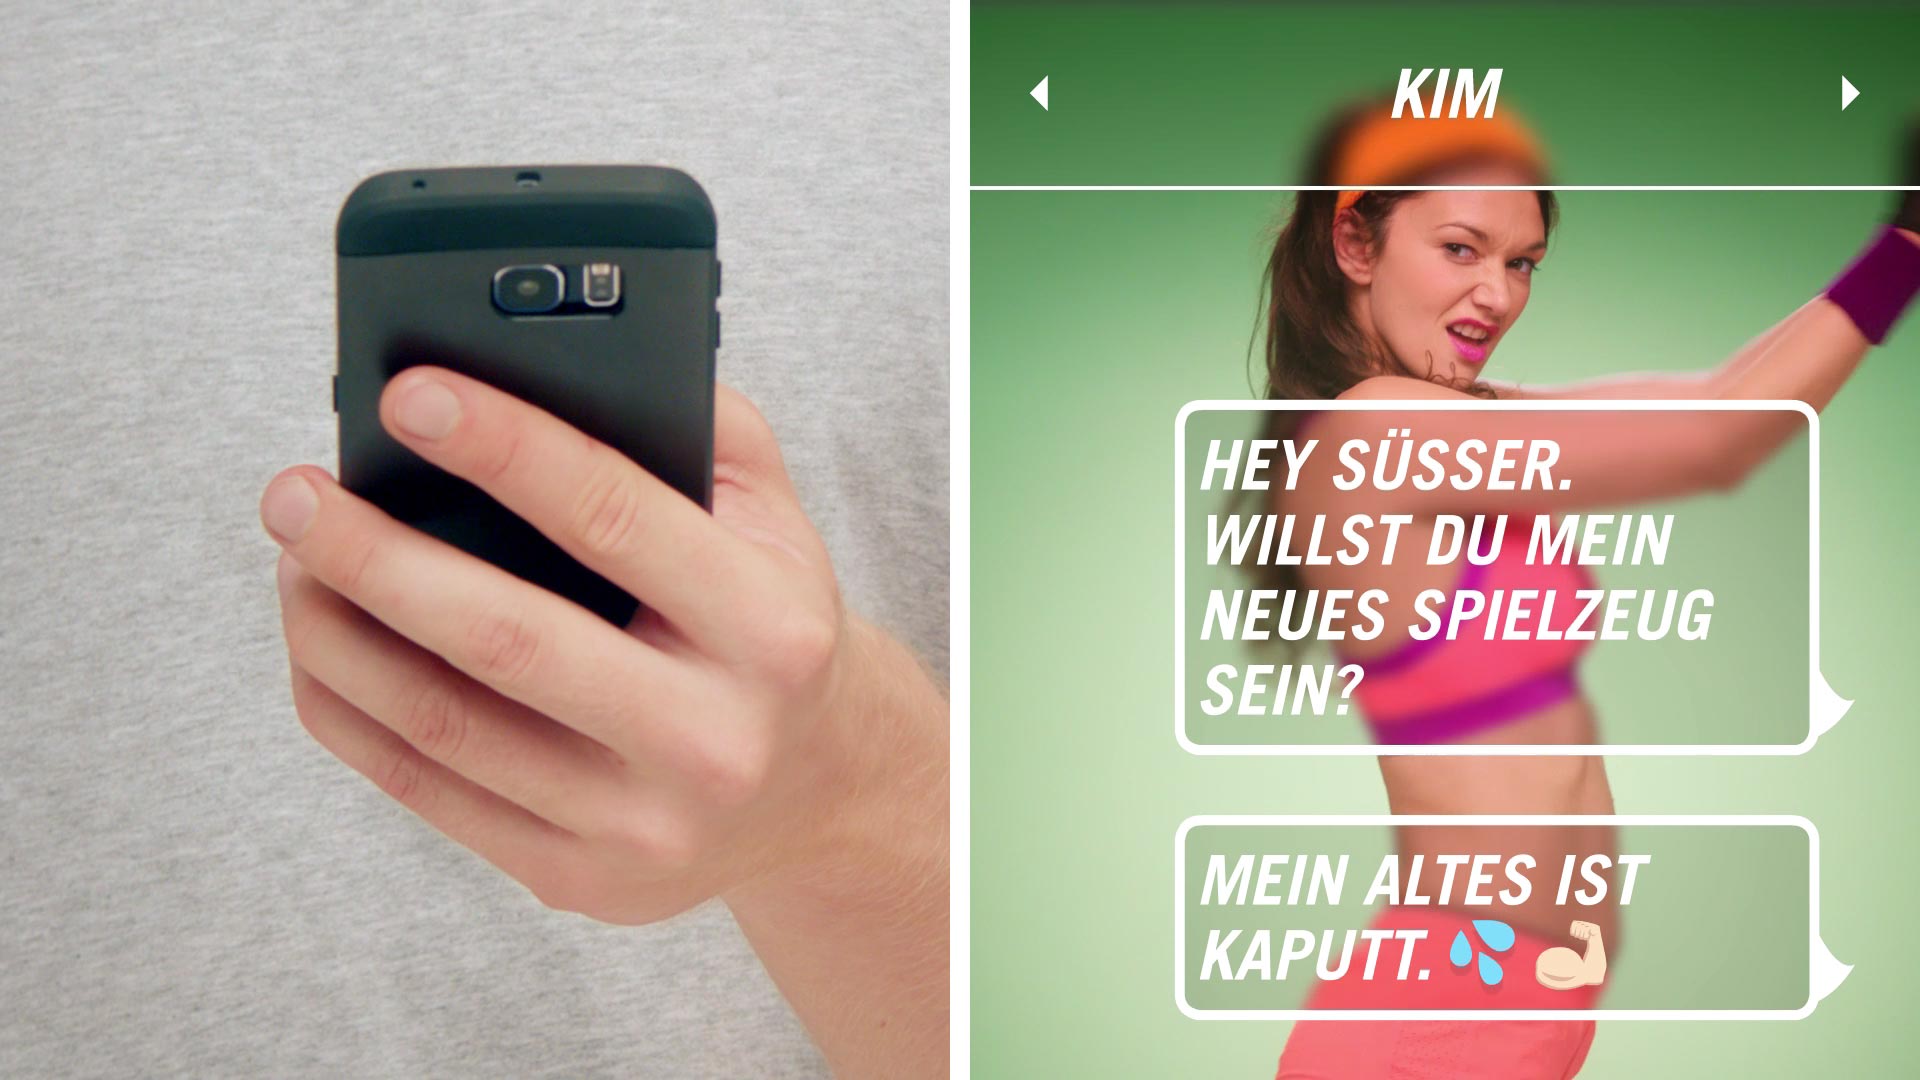 KIM
HEY SÜSSER.
WILLST DU MEIN
NEUES SPIELZEUG
SEIN?
MEIN ALTES IST
KAPUTT. 💦 💪🏻